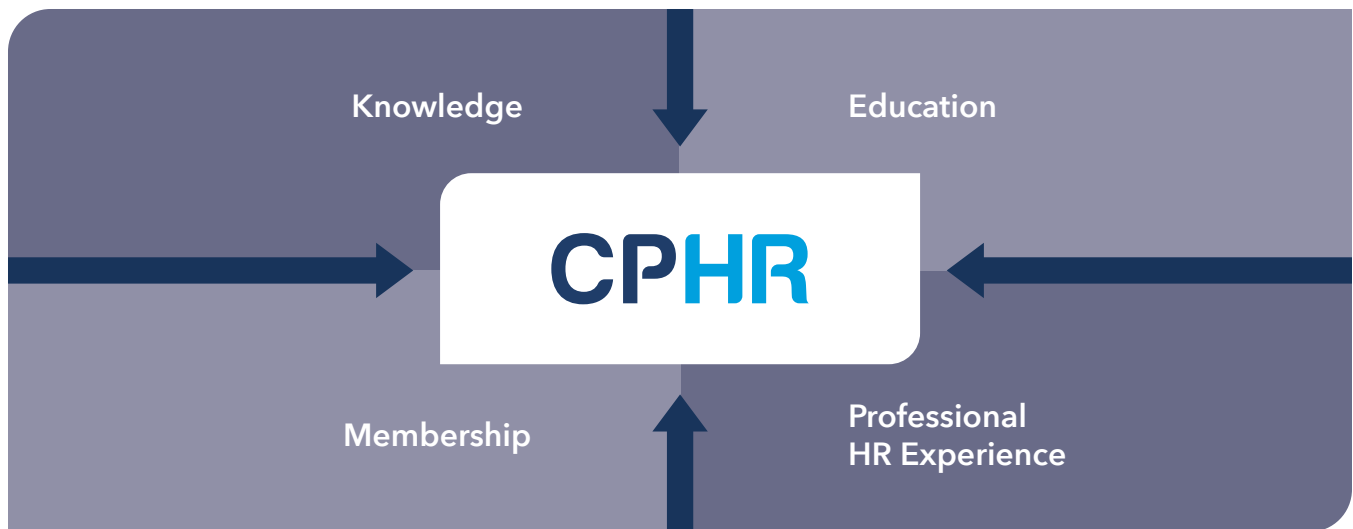 Knowledge
Education
CPHR
Membership
Professional
HR Experience